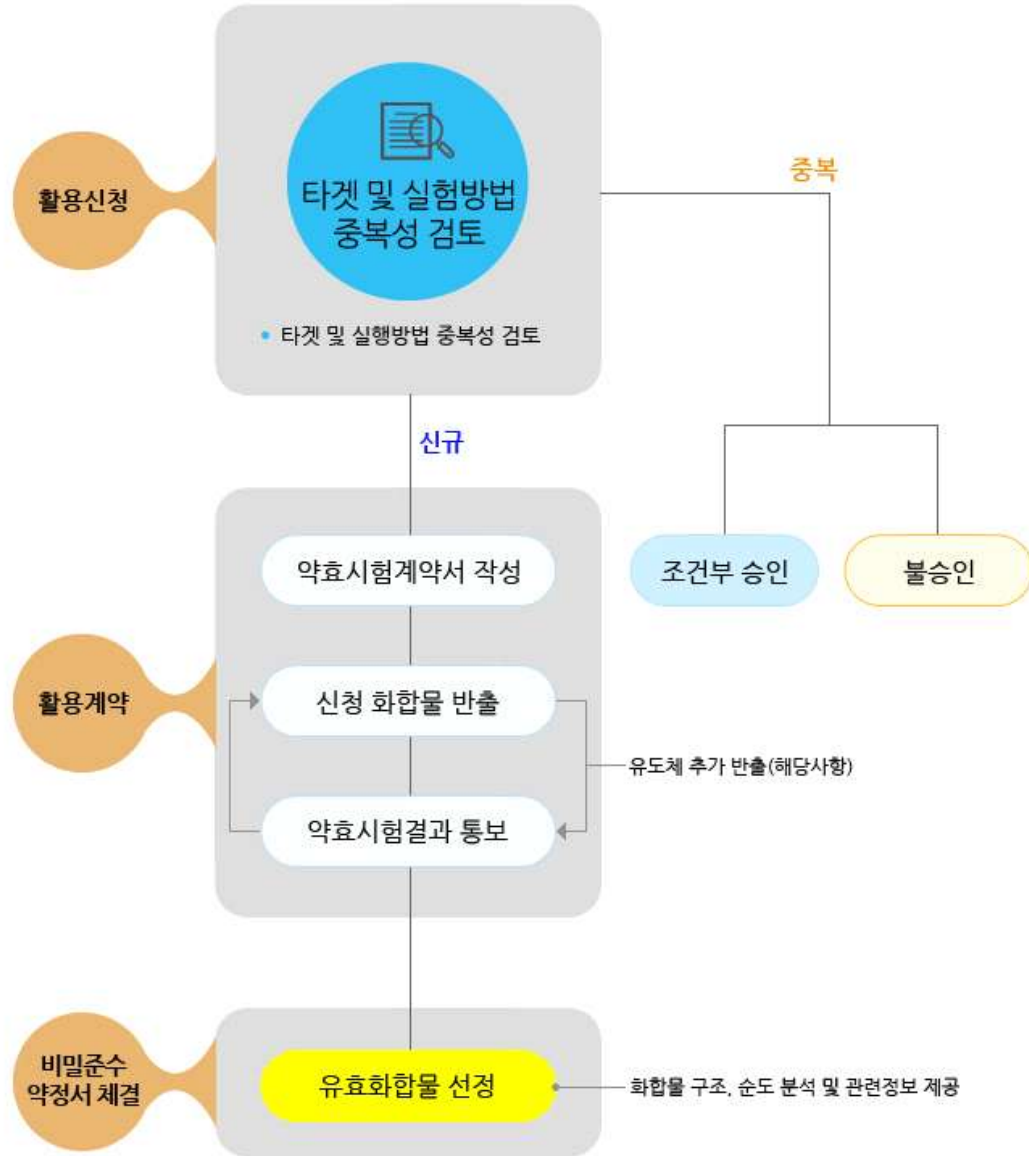 활용신청
타겟 및 실험방법
중복성 검토
• 타겟 및 실행방법 중복성 검토
중복
신규
조건부 승인
불승인
활용계약
약효시험계약서 작성
신청 화합물 반출
유도체 추가 반출(해당사항)
약효시험결과 통보
비밀준수
약정서 체결
유효화합물 선정
화합물 구조, 순도 분석 및 관련정보 제공